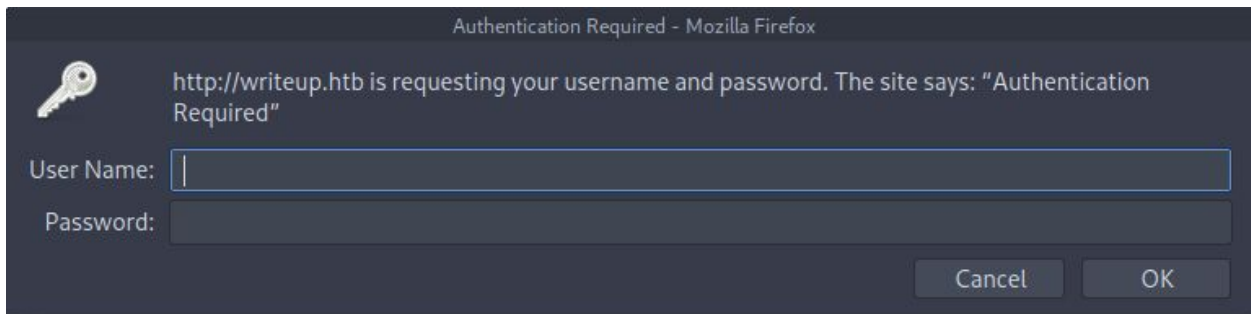 Authentication Required - Mozilla Firefox
http://writeup.htb is requesting your username and password. The site says: “Authentication
Required”
User Name:
Password:
Cancel OK